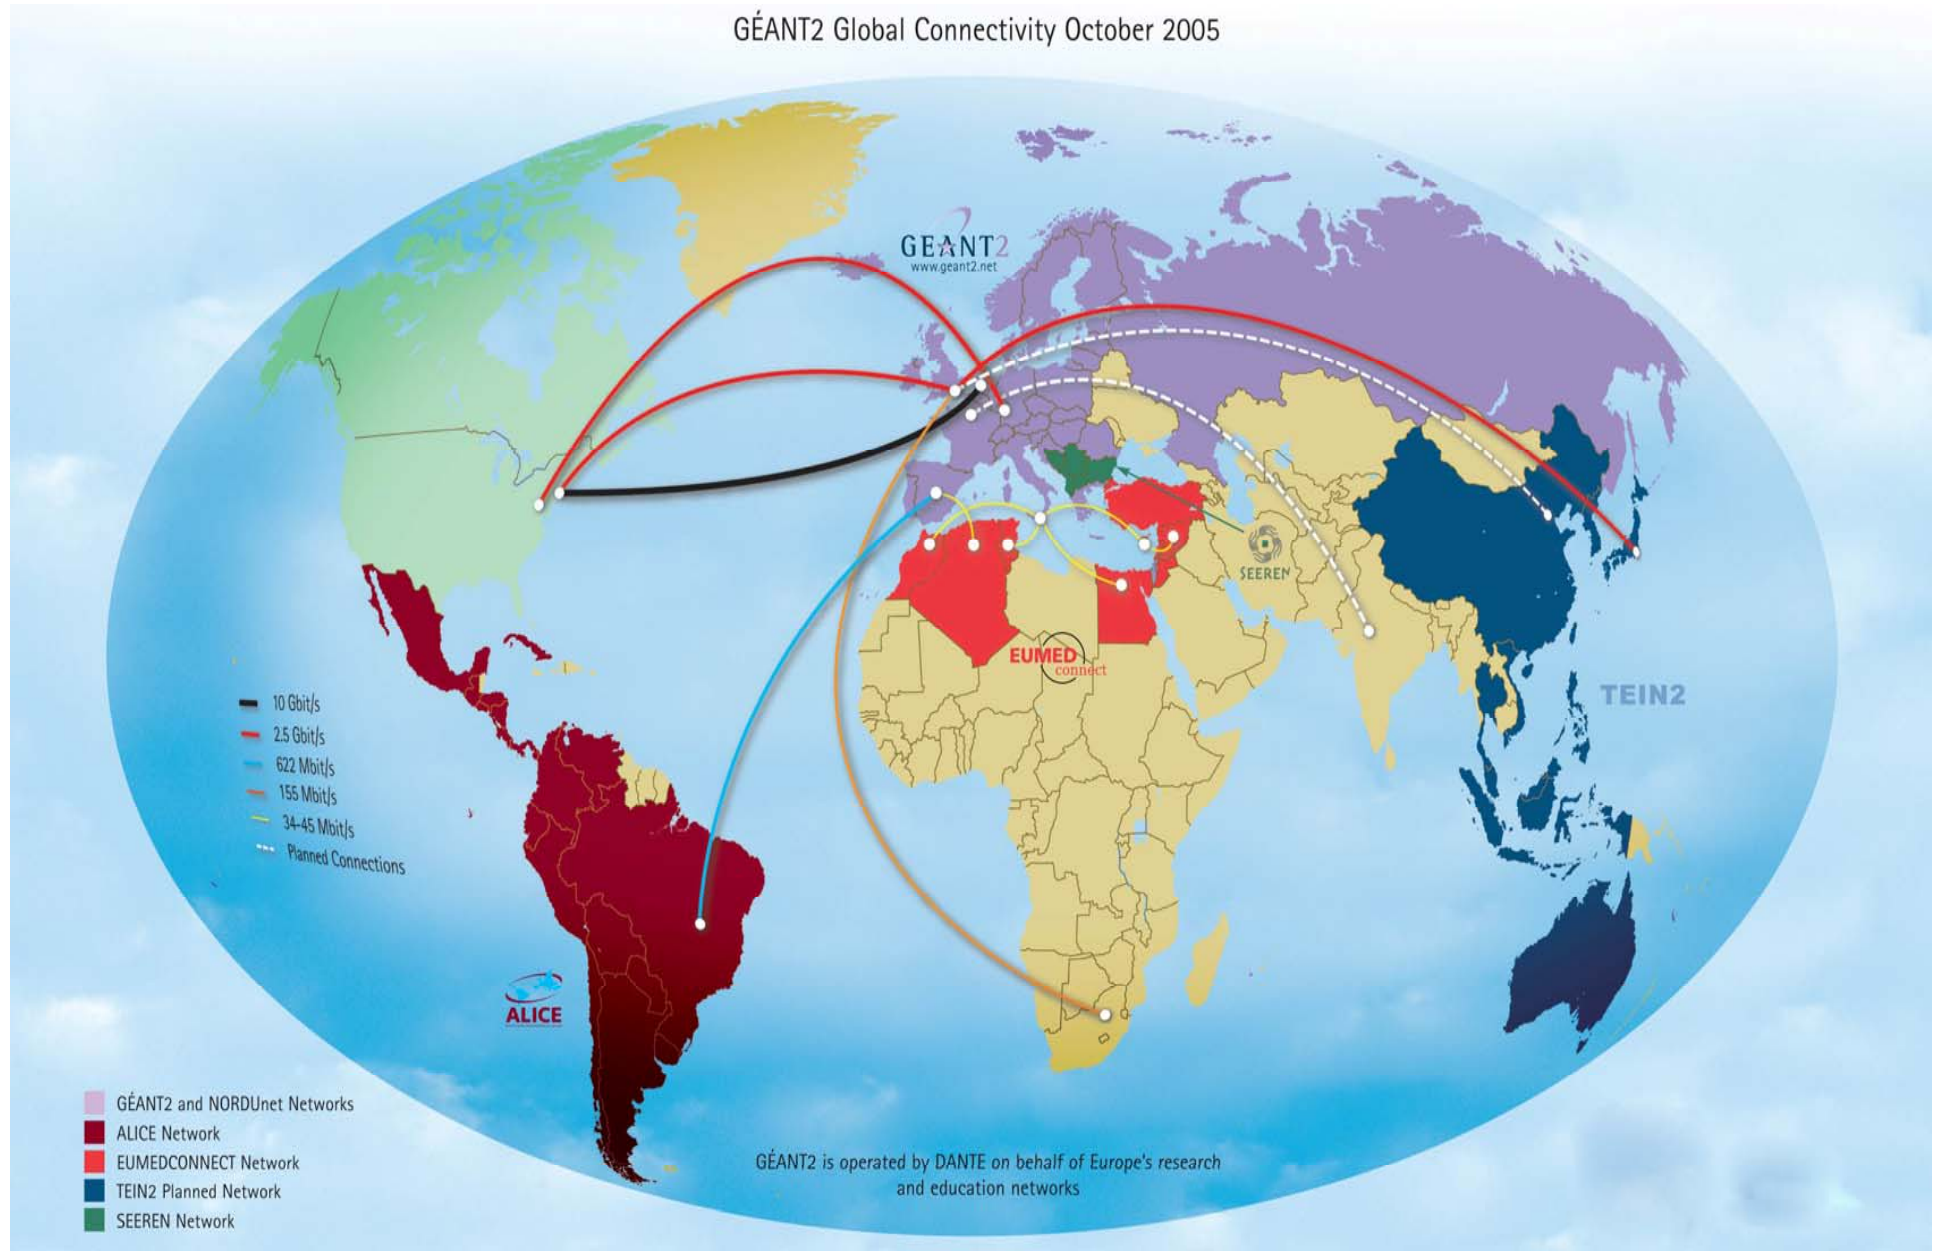 GÉANT2 Global Connectivity October 2005
GEANT2
www.geant2.net
SEEREN
EUMED
connect
TEIN2
10 Gbit/s
2.5 Gbit/s
622 Mbit/s
155 Mbit/s
34-45 Mbit/s
Planned Connections
ALICE
GÉANT2 and NORDUnet Networks
ALICE Network
EUMEDCONNECT Network
TEIN2 Planned Network
SEEREN Network
GÉANT2 is operated by DANTE on behalf of Europe's research
and education networks